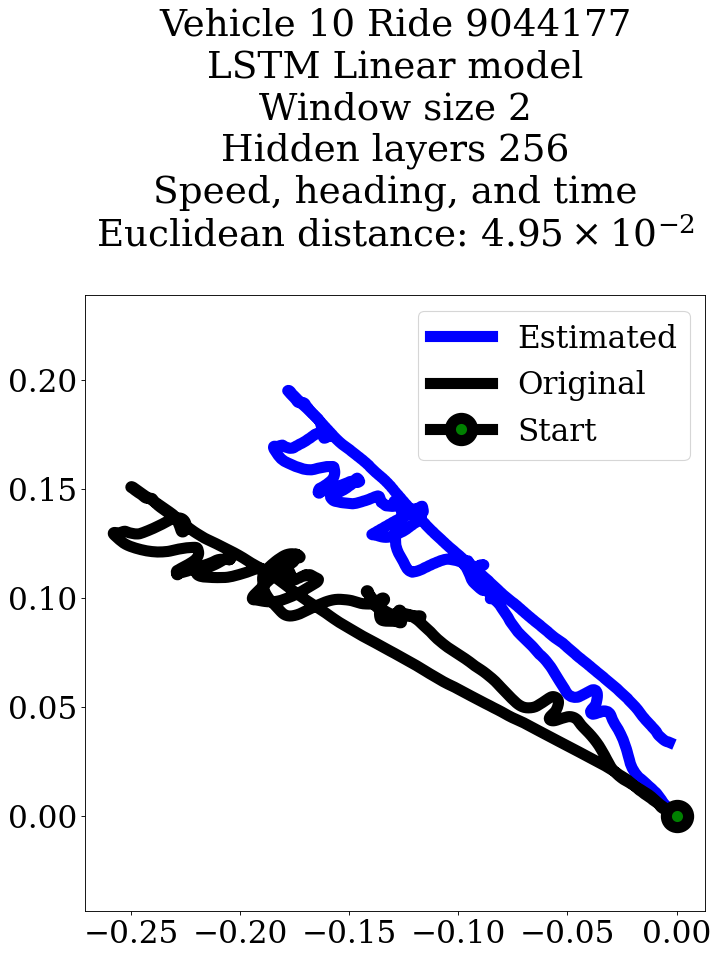 Vehicle 10 Ride 9044177
LSTM Linear model
Window size 2
Hidden layers 256
Speed, heading, and time
Euclidean distance: 4.95 × 10⁻²
Estimated
Original
Start
0.20
0.15
0.10
0.05
0.00
−0.25 −0.20 −0.15 −0.10 −0.05 0.00